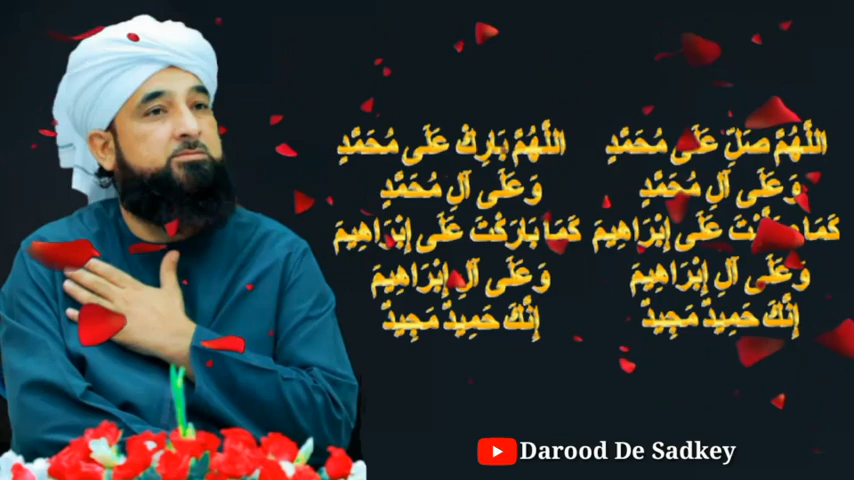 اللَّهُمَّ صَلِّ عَلَى مُحَمَّدٍ
وَعَلَى آلِ مُحَمَّدٍ
كَمَا صَلَّيْتَ عَلَى إِبْرَاهِيمَ
وَعَلَى آلِ إِبْرَاهِيمَ
إِنَّكَ حَمِيدٌ مَجِيدٌ
اللَّهُمَّ بَارِكْ عَلَى مُحَمَّدٍ
وَعَلَى آلِ مُحَمَّدٍ
كَمَا بَارَكْتَ عَلَى إِبْرَاهِيمَ
وَعَلَى آلِ إِبْرَاهِيمَ
إِنَّكَ حَمِيدٌ مَجِيدٌ
Darood De Sadkey